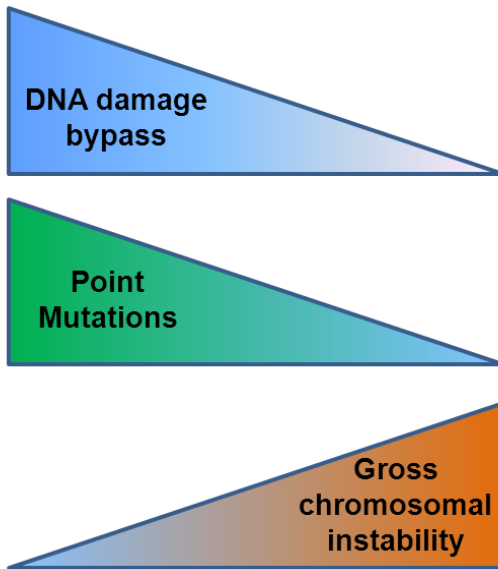 DNA damage
bypass
Point
Mutations
Gross
chromosomal
instability